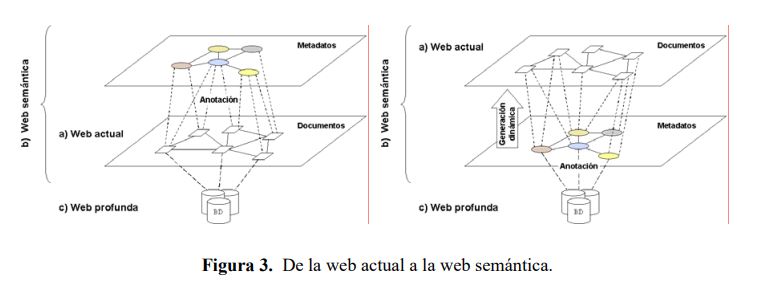 Metadatos
b) Web semántica
Anotación
a) Web actual
Documentos
c) Web profunda
BD
a) Web actual
Documentos
b) Web semántica
Generación
dinámica
Metadatos
Anotación
c) Web profunda
BD
Figura 3. De la web actual a la web semántica.